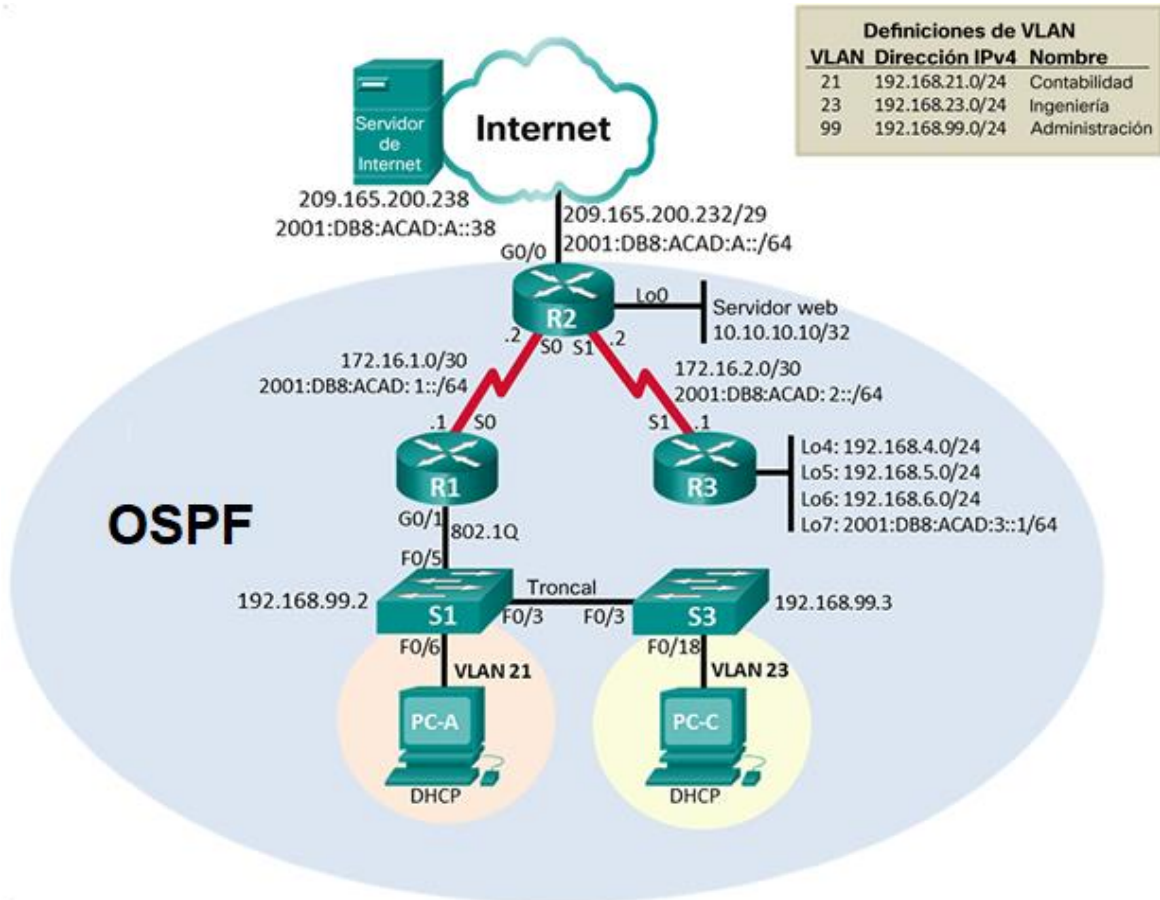 Definiciones de VLAN
VLAN Dirección IPv4 Nombre
21 192.168.21.0/24 Contabilidad
23 192.168.23.0/24 Ingeniería
99 192.168.99.0/24 Administración
Servidor
de
Internet
Internet
209.165.200.238
2001:DB8:ACAD:A::38
209.165.200.232/29
2001:DB8:ACAD:A::/64
G0/0
R2
Lo0
Servidor web
10.10.10.10/32
.2
S0
S1
.2
172.16.1.0/30
2001:DB8:ACAD: 1::/64
172.16.2.0/30
2001:DB8:ACAD: 2::/64
.1
S0
S1
.1
R1
R3
Lo4: 192.168.4.0/24
Lo5: 192.168.5.0/24
Lo6: 192.168.6.0/24
Lo7: 2001:DB8:ACAD:3::1/64
OSPF
G0/1
802.1Q
F0/5
192.168.99.2
S1
Troncal
F0/3
F0/3
S3
192.168.99.3
F0/6
VLAN 21
F0/18
VLAN 23
PC-A
PC-C
DHCP
DHCP